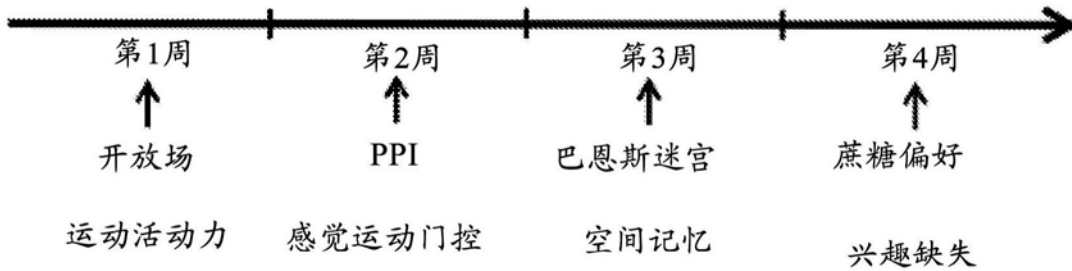 第1周 第2周 第3周 第4周
开放场 PPI 巴恩斯迷宫 蔗糖偏好
运动活动力 感觉运动门控 空间记忆 兴趣缺失